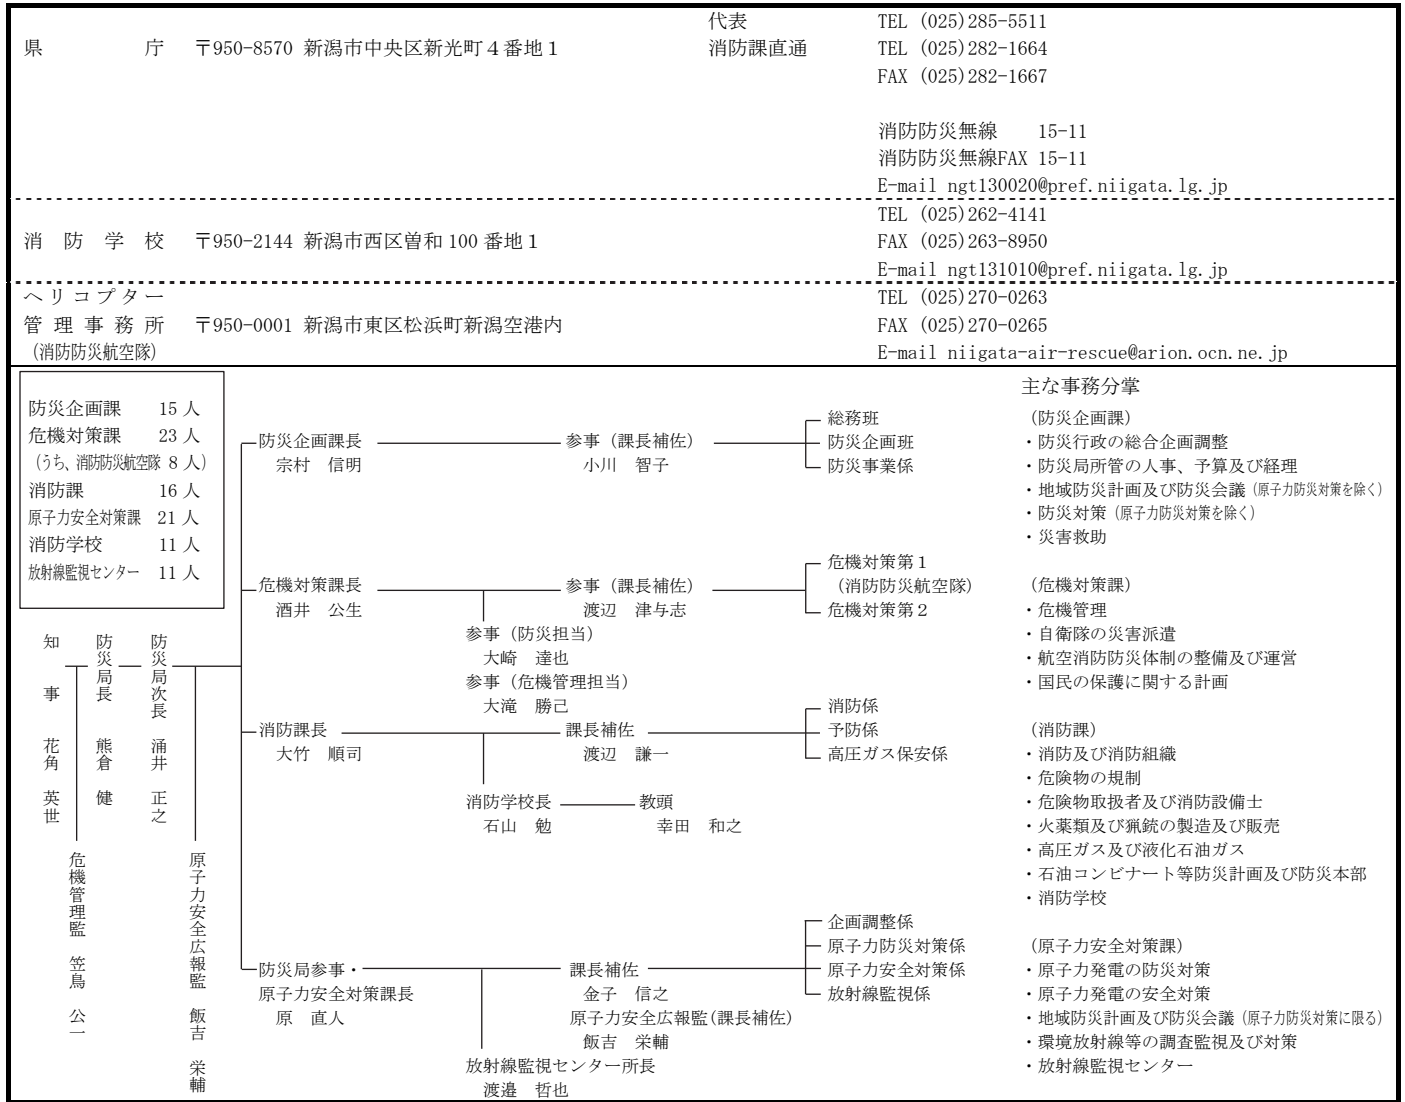 代表 TEL (025)285-5511
県 庁 〒950-8570 新潟市中央区新光町４番地１ 消防課直通 TEL (025)282-1664
FAX (025)282-1667
消防防災無線 15-11
消防防災無線FAX 15-11
E-mail ngt130020@pref.niigata.lg.jp
TEL (025)262-4141
消 防 学 校 〒950-2144 新潟市西区曽和 100 番地１ FAX (025)263-8950
E-mail ngt131010@pref.niigata.lg.jp
ヘリコプター TEL (025)270-0263
管 理 事 務 所 〒950-0001 新潟市東区松浜町新潟空港内 FAX (025)270-0265
（消防防災航空隊） E-mail niigata-air-rescue@arion.ocn.ne.jp
防災企画課 15 人
危機対策課 23 人
（うち、消防防災航空隊 8 人）
消防課 16 人
原子力安全対策課 21 人
消防学校 11 人
放射線監視センター 11 人
知 事 花角 英世
危機管理監 笠鳥 公一
防災局長 熊倉 健
防災局次長 涌井 正之
原子力安全広報監 飯吉 栄輔
防災企画課長
宗村 信明
参事（課長補佐）
小川 智子
総務班
防災企画班
防災事業係
危機対策課長
酒井 公生
参事（課長補佐）
渡辺 津与志
危機対策第１
（消防防災航空隊）
危機対策第２
参事（防災担当）
大崎 達也
参事（危機管理担当）
大滝 勝己
消防課長
大竹 順司
課長補佐
渡辺 謙一
消防係
予防係
高圧ガス保安係
消防学校長
石山 勉
教頭
幸田 和之
防災局参事・
原子力安全対策課長
原 直人
課長補佐
金子 信之
原子力安全広報監(課長補佐)
飯吉 栄輔
企画調整係
原子力防災対策係
原子力安全対策係
放射線監視係
放射線監視センター所長
渡邉 哲也
主な事務分掌
（防災企画課）
・防災行政の総合企画調整
・防災局所管の人事、予算及び経理
・地域防災計画及び防災会議（原子力防災対策を除く）
・防災対策（原子力防災対策を除く）
・災害救助
（危機対策課）
・危機管理
・自衛隊の災害派遣
・航空消防防災体制の整備及び運営
・国民の保護に関する計画
（消防課）
・消防及び消防組織
・危険物の規制
・危険物取扱者及び消防設備士
・火薬類及び猟銃の製造及び販売
・高圧ガス及び液化石油ガス
・石油コンビナート等防災計画及び防災本部
・消防学校
（原子力安全対策課）
・原子力発電の防災対策
・原子力発電の安全対策
・地域防災計画及び防災会議（原子力防災対策に限る）
・環境放射線等の調査監視及び対策
・放射線監視センター